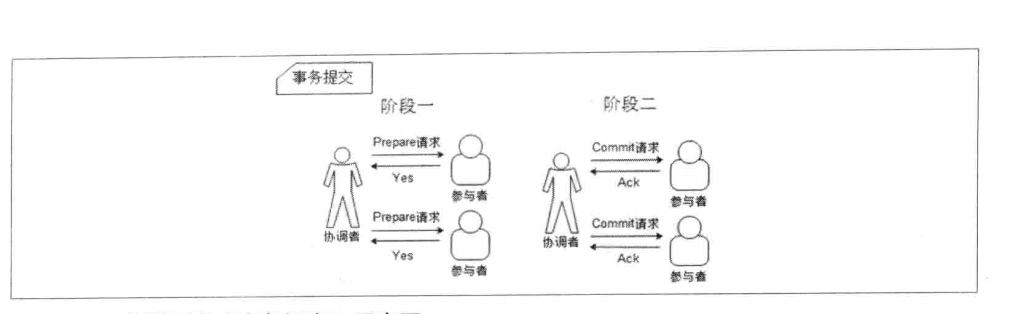 事务提交
阶段一
Prepare请求
Yes
参与者
Prepare请求
Yes
协调者
参与者
阶段二
Commit请求
Ack
参与者
Commit请求
Ack
协调者
参与者